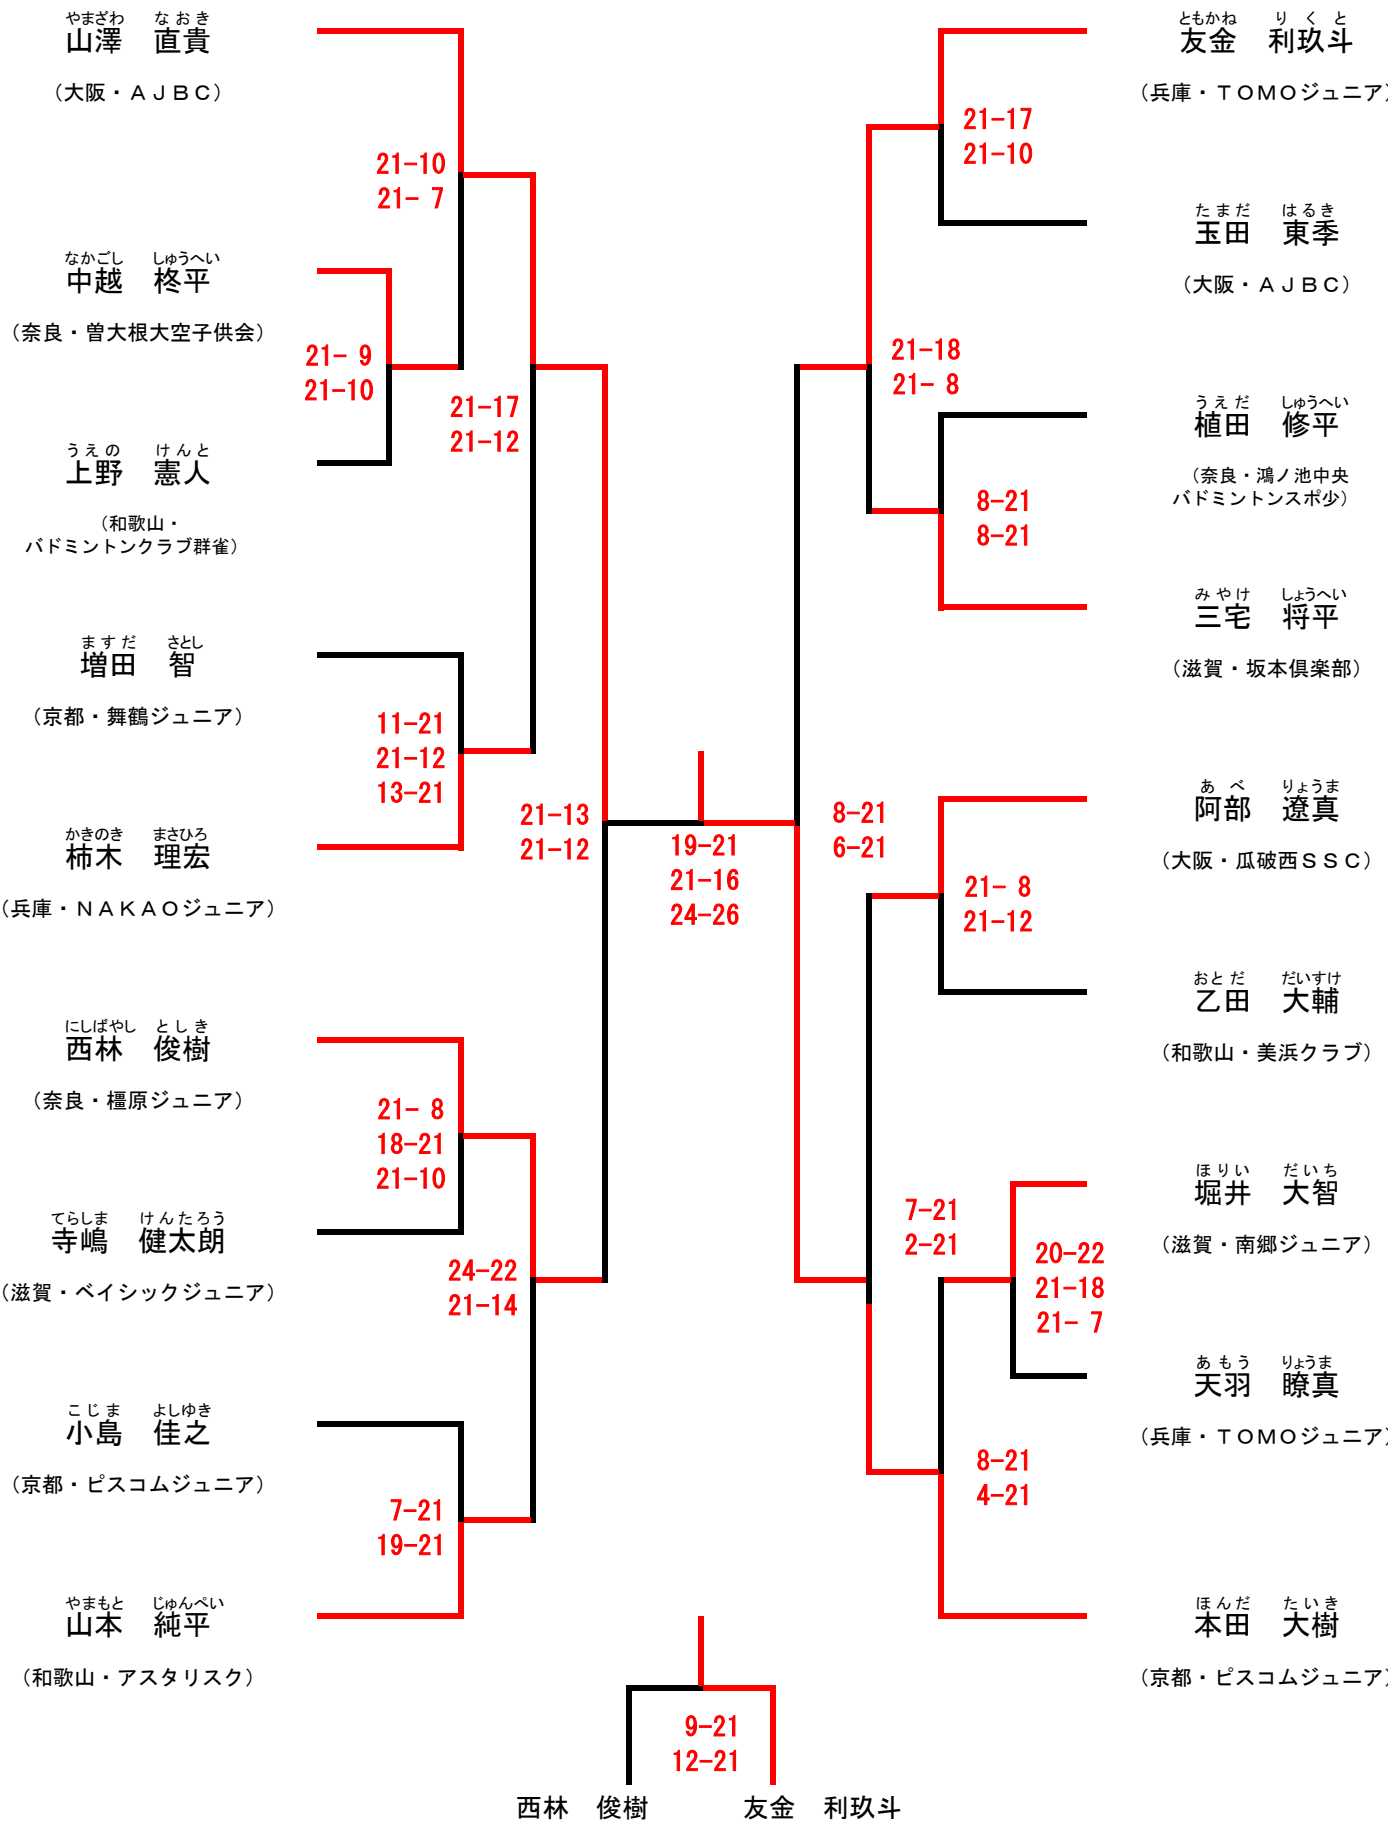 やまざわ　なおき
山澤　直貴
（大阪・ＡＪＢＣ）
21-10
21- 7
なかごし　しゅうへい
中越　柊平
（奈良・曽大根大空子供会）
21- 9
21-10
21-17
21-12
うえの　けんと
上野　憲人
（和歌山・
バドミントンクラブ群雀）
ますだ　さとし
増田　智
（京都・舞鶴ジュニア）
11-21
21-12
13-21
かきのき　まさひろ
柿木　理宏
（兵庫・ＮＡＫＡＯジュニア）
21-13
21-12
にしばやし　としき
西林　俊樹
（奈良・橿原ジュニア）
21- 8
18-21
21-10
てらしま　けんたろう
寺嶋　健太朗
（滋賀・ベイシックジュニア）
24-22
21-14
こじま　よしゆき
小島　佳之
（京都・ピスコムジュニア）
7-21
19-21
やまもと　じゅんぺい
山本　純平
（和歌山・アスタリスク）
19-21
21-16
24-26
ともかね　りくと
友金　利玖斗
（兵庫・ＴＯＭＯジュニア）
21-17
21-10
たまだ　はるき
玉田　東季
（大阪・ＡＪＢＣ）
21-18
21- 8
うえだ　しゅうへい
植田　修平
（奈良・鴻ノ池中央
バドミントンスポ少）
8-21
8-21
みやけ　しょうへい
三宅　将平
（滋賀・坂本倶楽部）
8-21
6-21
あべ　りょうま
阿部　遼真
（大阪・瓜破西ＳＳＣ）
21- 8
21-12
おとだ　だいすけ
乙田　大輔
（和歌山・美浜クラブ）
7-21
2-21
ほりい　だいち
堀井　大智
（滋賀・南郷ジュニア）
20-22
21-18
21- 7
あもう　りょうま
天羽　瞭真
（兵庫・ＴＯＭＯジュニア）
8-21
4-21
ほんだ　たいき
本田　大樹
（京都・ピスコムジュニア）
9-21
12-21
西林　俊樹　友金　利玖斗